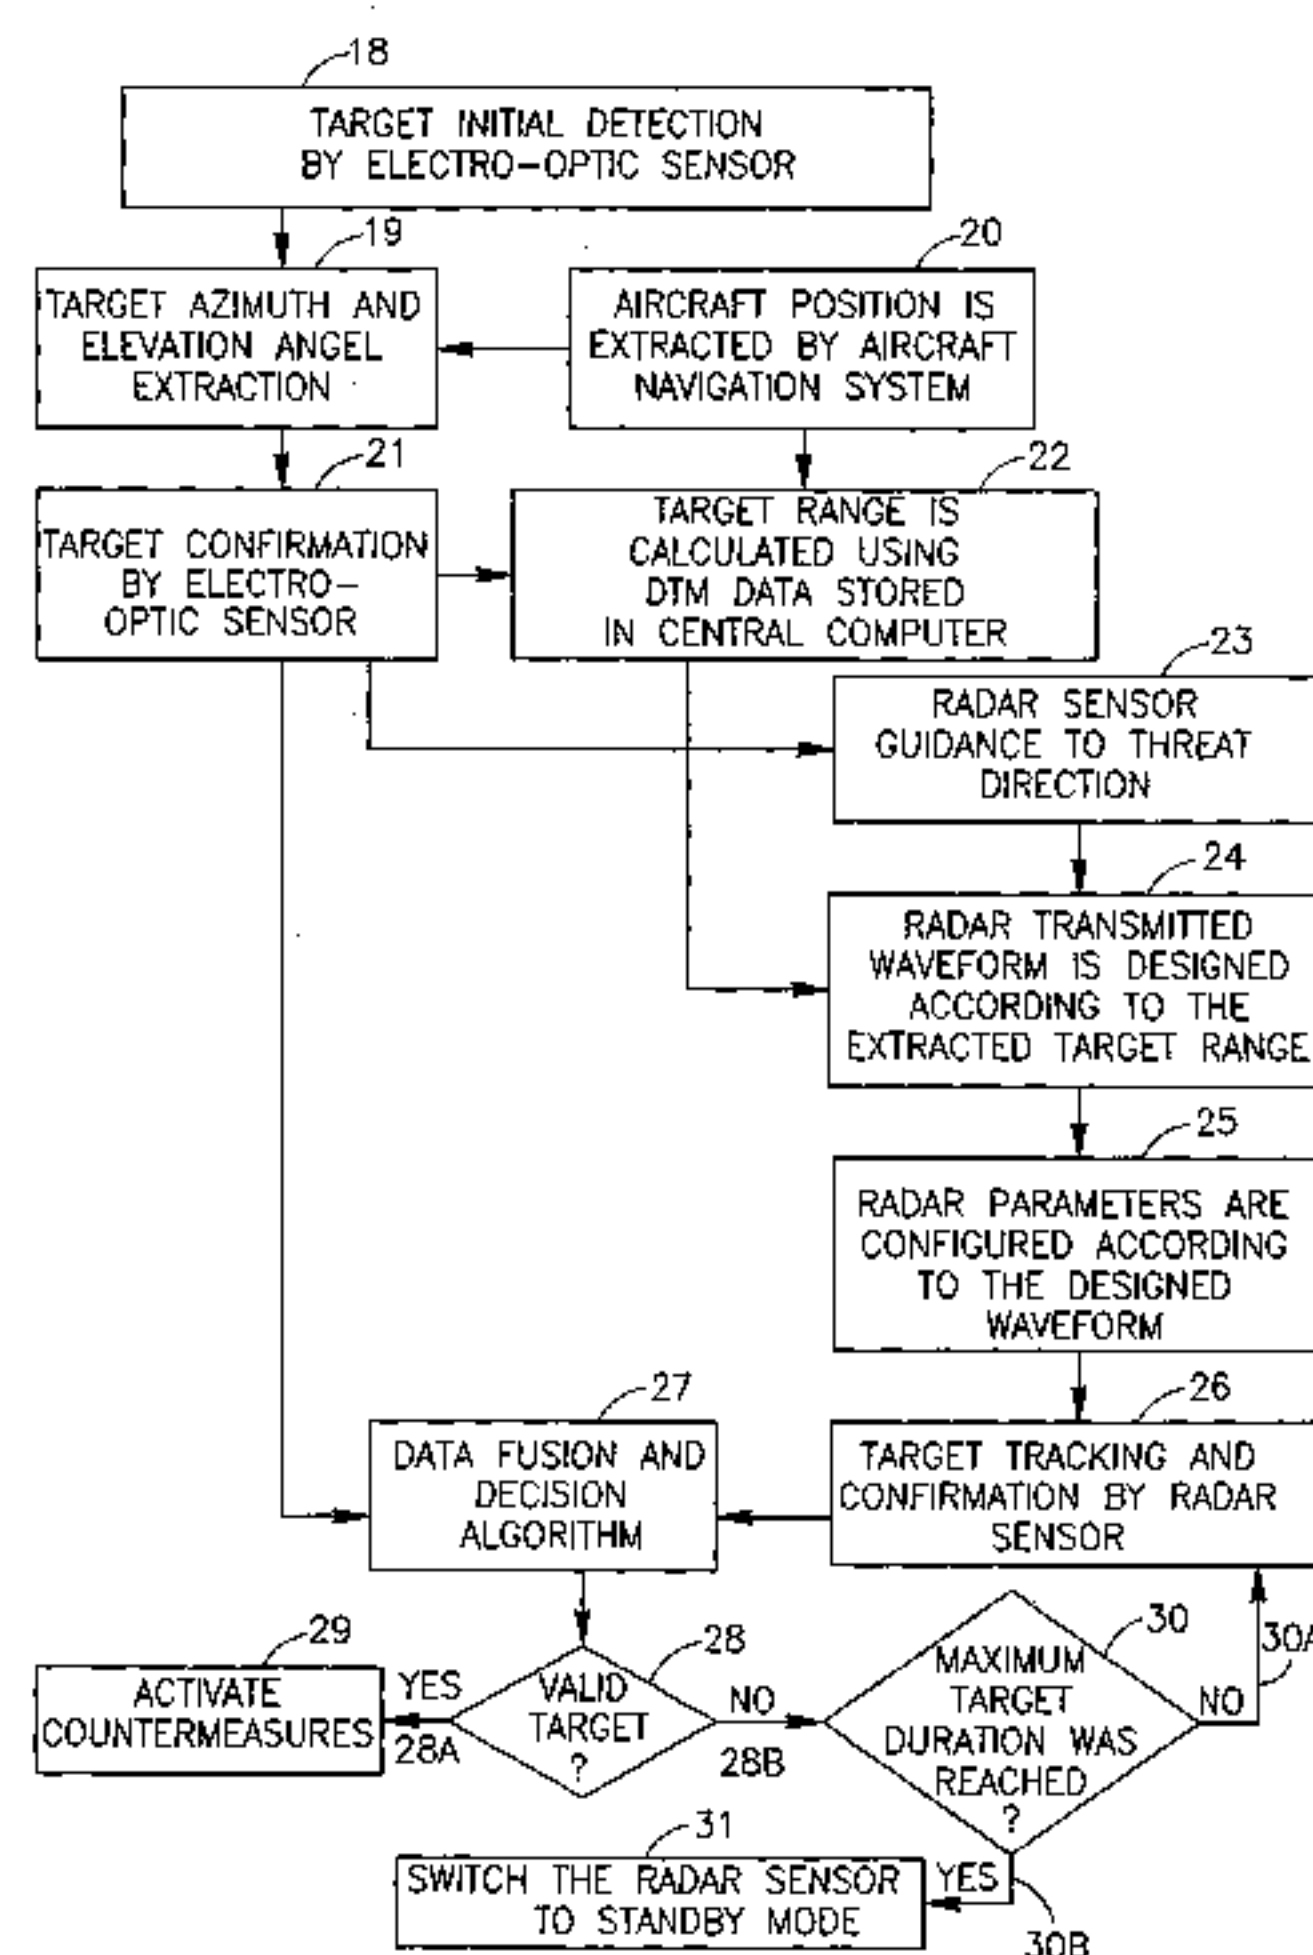 18
TARGET INITIAL DETECTION
BY ELECTRO-OPTIC SENSOR
19
TARGET AZIMUTH AND
ELEVATION ANGEL
EXTRACTION
20
AIRCRAFT POSITION IS
EXTRACTED BY AIRCRAFT
NAVIGATION SYSTEM
21
TARGET CONFIRMATION
BY ELECTRO-
OPTIC SENSOR
22
TARGET RANGE IS
CALCULATED USING
DTM DATA STORED
IN CENTRAL COMPUTER
23
RADAR SENSOR
GUIDANCE TO THREAT
DIRECTION
24
RADAR TRANSMITTED
WAVEFORM IS DESIGNED
ACCORDING TO THE
EXTRACTED TARGET RANGE
25
RADAR PARAMETERS ARE
CONFIGURED ACCORDING
TO THE DESIGNED
WAVEFORM
26
TARGET TRACKING AND
CONFIRMATION BY RADAR
SENSOR
27
DATA FUSION AND
DECISION
ALGORITHM
28
VALID
TARGET
?
YES
28A
29
ACTIVATE
COUNTERMEASURES
NO
28B
30
MAXIMUM
TARGET
DURATION WAS
REACHED
?
NO
30A
YES
30B
31
SWITCH THE RADAR SENSOR
TO STANDBY MODE